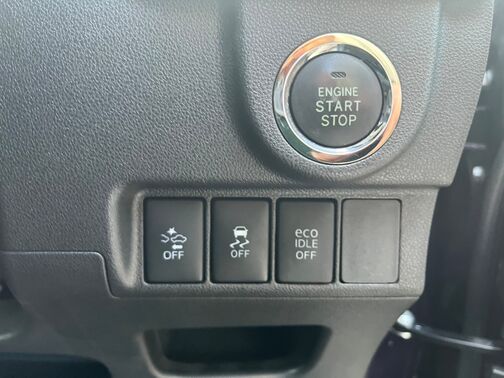 ENGINE
START
STOP
OFF
OFF
eco
IDLE
OFF